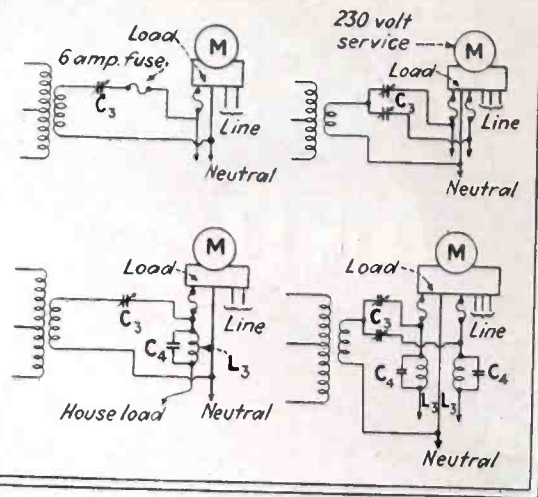 M
Load
6 amp. fuse,
C3
Line
Neutral
230 volt
service
M
Load
C3
Line
Neutral
M
Load
C3
Line
C4
L3
House load
Neutral
M
Load
C3
Line
C4
L3
L3
C4
Neutral